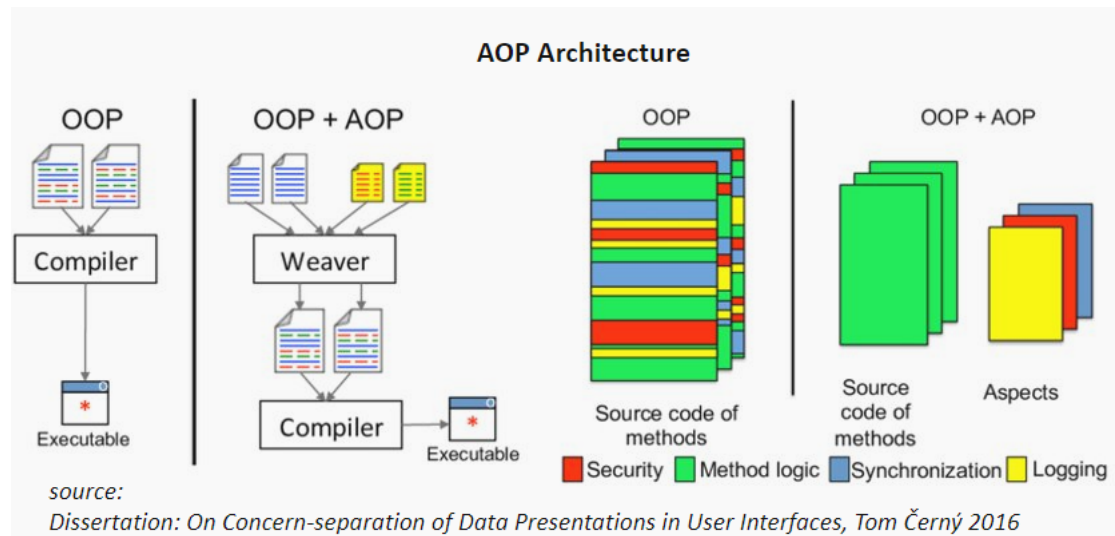 AOP Architecture
OOP
Compiler
*
Executable
OOP + AOP
Weaver
Compiler
*
Executable
OOP
Source code of
methods
OOP + AOP
Source
code of
methods
Aspects
Security
Method logic
Synchronization
Logging
source:
Dissertation: On Concern-separation of Data Presentations in User Interfaces, Tom Černý 2016